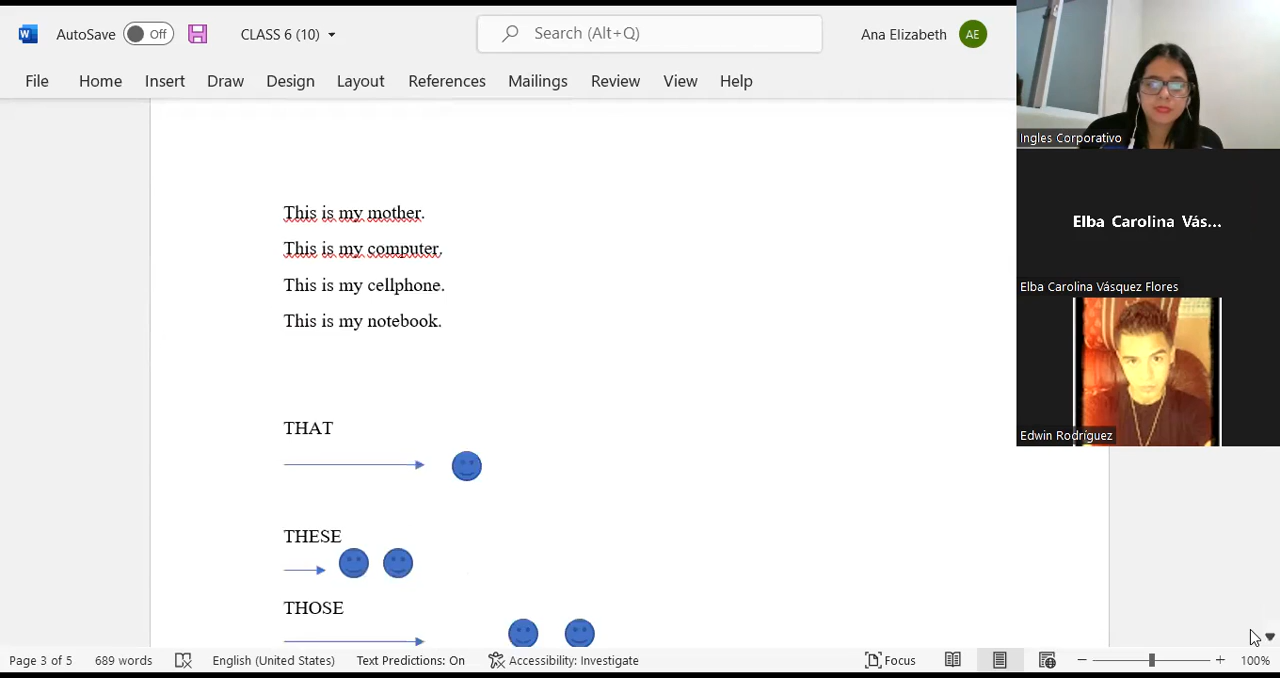 AutoSave Off CLASS 6 (10) Search (Alt+Q) Ana Elizabeth AE
File Home Insert Draw Design Layout References Mailings Review View Help
This is my mother.
This is my computer.
This is my cellphone.
This is my notebook.
THAT
THESE
THOSE
Ingles Corporativo
Elba Carolina Vás...
Elba Carolina Vásquez Flores
Edwin Rodríguez
Page 3 of 5 689 words English (United States) Text Predictions: On Accessibility: Investigate Focus 100%